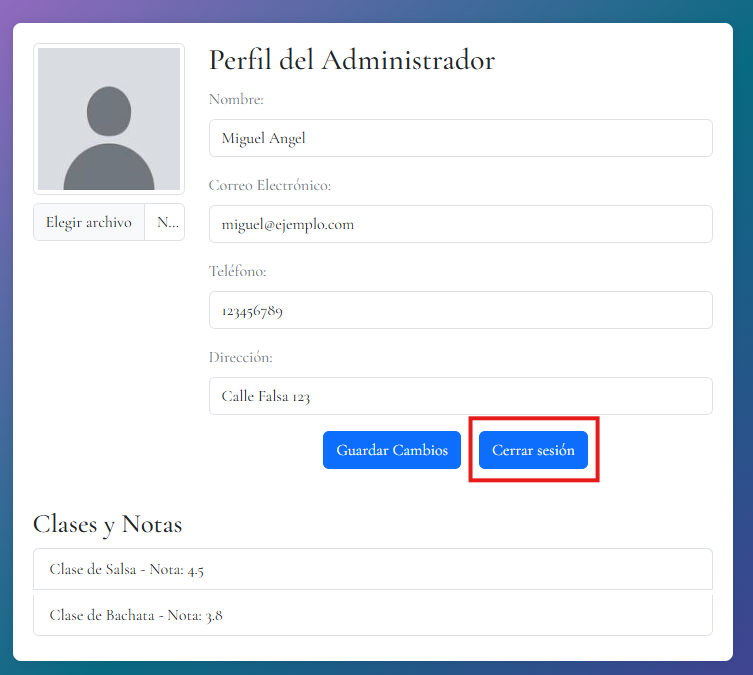 Perfil del Administrador
Nombre:
Miguel Angel
Elegir archivo
N...
Correo Electrónico:
miguel@ejemplo.com
Teléfono:
123456789
Dirección:
Calle Falsa 123
Guardar Cambios
Cerrar sesión
Clases y Notas
Clase de Salsa - Nota: 4.5
Clase de Bachata - Nota: 3.8